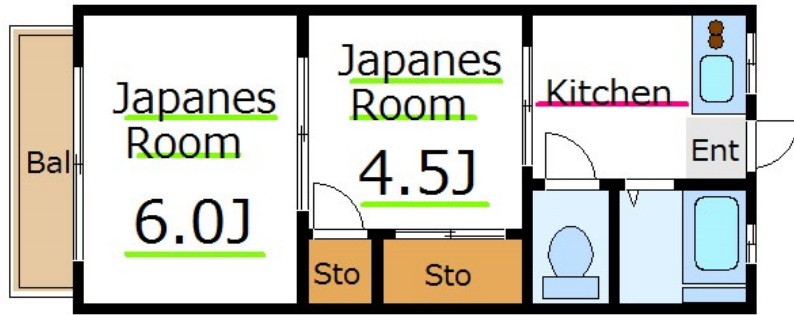 Bal
Japanes
Room
6.0J
Japanes
Room
4.5J
Sto
Sto
Kitchen
Ent